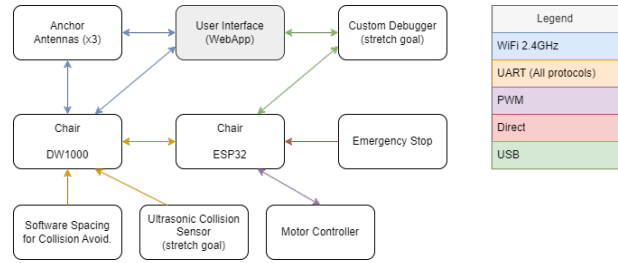 Anchor
Antennas (x3)
User Interface
(WebApp)
Custom Debugger
(stretch goal)
Legend
WiFi 2.4GHz
UART (All protocols)
PWM
Direct
USB
Chair
DW1000
Chair
ESP32
Emergency Stop
Software Spacing
for Collision Avoid.
Ultrasonic Collision
Sensor
(stretch goal)
Motor Controller